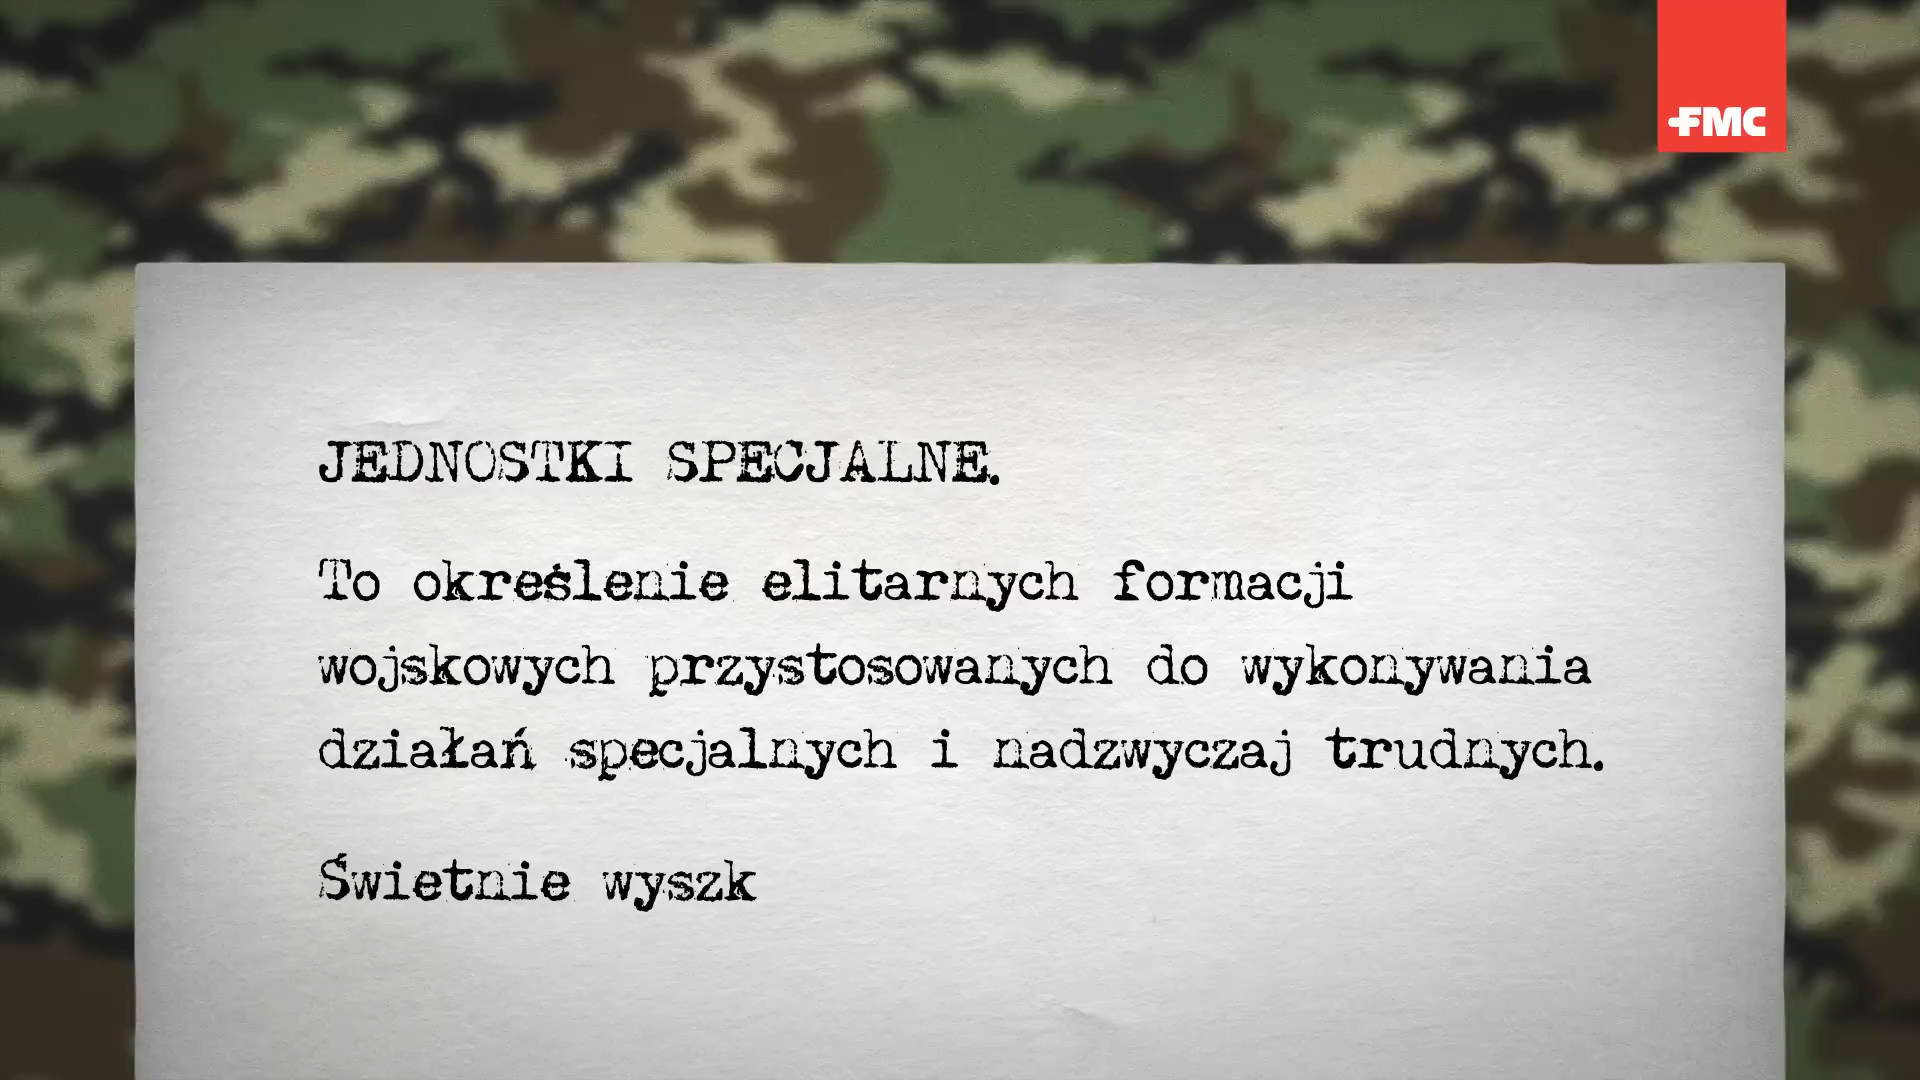 FMC
JEDNOSTKI SPECJALNE.
To określenie elitarnych formacji
wojskowych przystosowanych do wykonywania
działań specjalnych i nadzwyczaj trudnych.
Świetnie wyszk